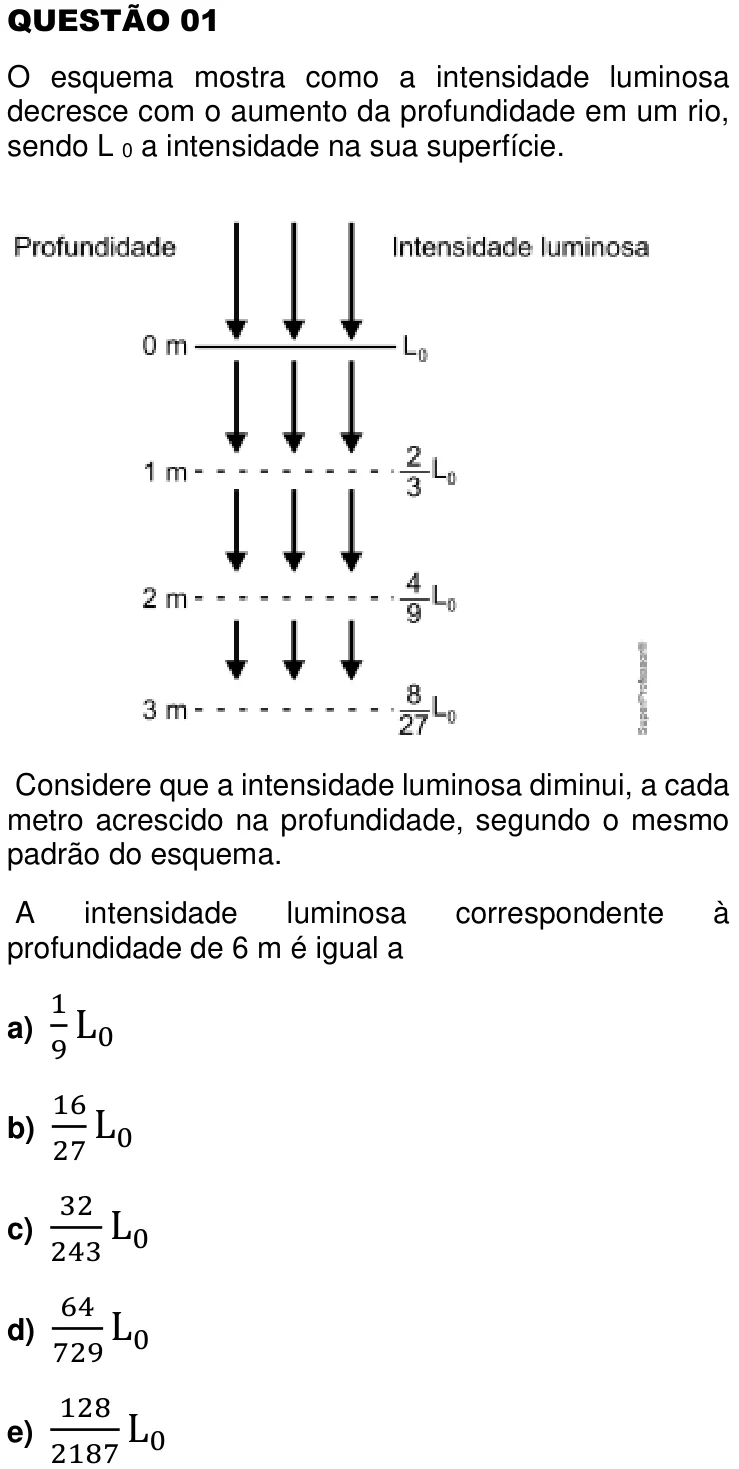 QUESTÃO 01
O esquema mostra como a intensidade luminosa
decresce com o aumento da profundidade em um rio,
sendo L 0 a intensidade na sua superfície.
Profundidade Intensidade luminosa
0 m L₀
1 m 2/3 L₀
2 m 4/9 L₀
3 m 8/27 L₀
SuperProfessor®
Considere que a intensidade luminosa diminui, a cada
metro acrescido na profundidade, segundo o mesmo
padrão do esquema.
A intensidade luminosa correspondente à
profundidade de 6 m é igual a
a) 1/9 L₀
b) 16/27 L₀
c) 32/243 L₀
d) 64/729 L₀
e) 128/2187 L₀